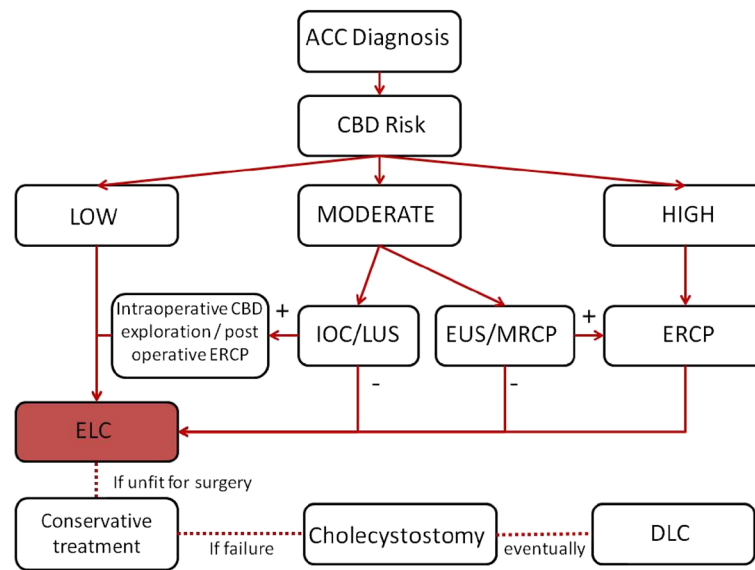 ACC Diagnosis
CBD Risk
LOW
MODERATE
HIGH
Intraoperative CBD
exploration / post
operative ERCP
+
IOC/LUS
EUS/MRCP
+
ERCP
-
-
ELC
If unfit for surgery
Conservative
treatment
If failure
Cholecystostomy
eventually
DLC